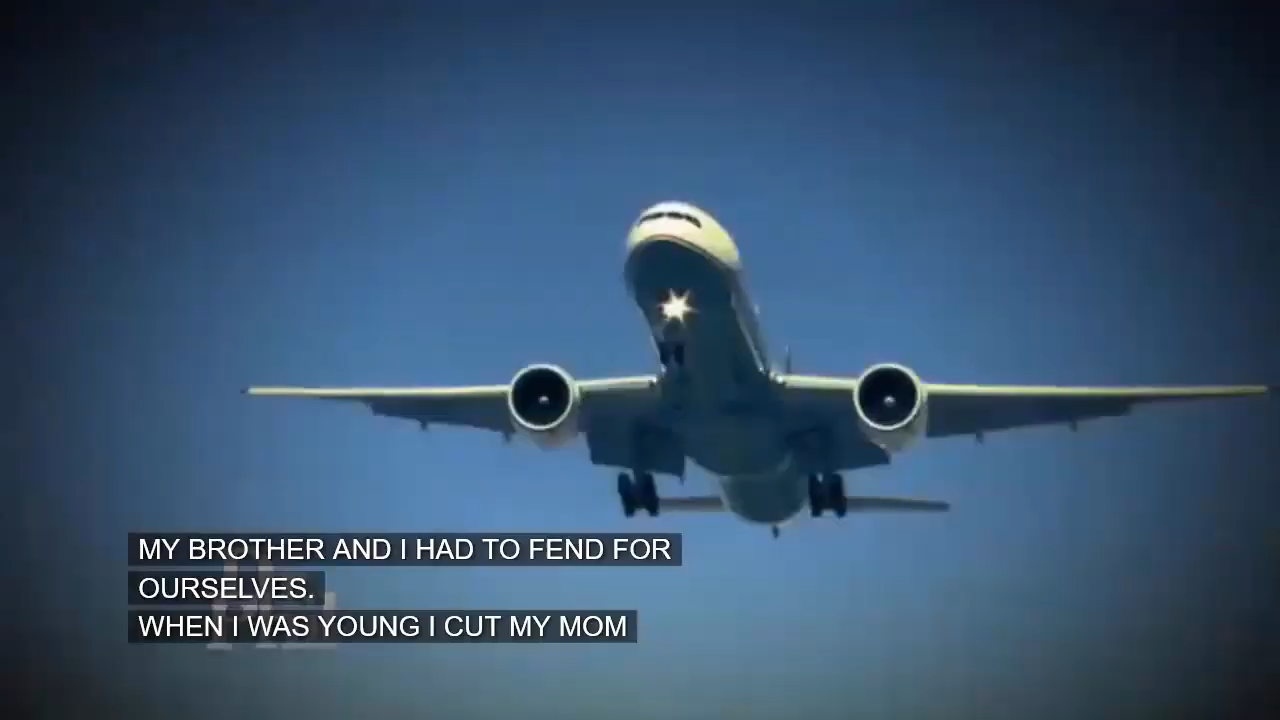 MY BROTHER AND I HAD TO FEND FOR
OURSELVES.
WHEN I WAS YOUNG I CUT MY MOM